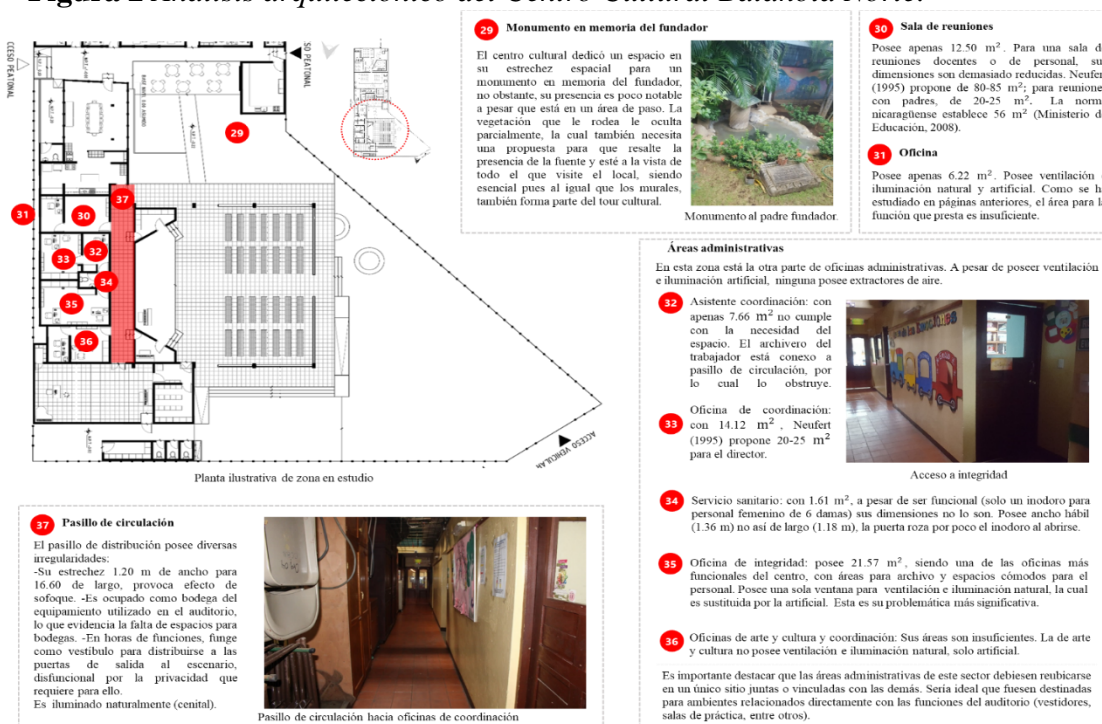 Figura 2 Análisis arquitectónico del Centro Cultural Batahola Norte.
CCESO PEATONAL
SO PEATONAL
29
37
31
30
33
32
34
35
36
ACCESO VEHICULAR
Planta ilustrativa de zona en estudio
29 Monumento en memoria del fundador
El centro cultural dedicó un espacio en
su estrechez espacial para un
monumento en memoria del fundador,
no obstante, su presencia es poco notable
a pesar que está en un área de paso. La
vegetación que le rodea le oculta
parcialmente, la cual también necesita
una propuesta para que resalte la
presencia de la fuente y esté a la vista de
todo el que visite el local, siendo
esencial pues al igual que los murales,
también forma parte del tour cultural.
Monumento al padre fundador.
30 Sala de reuniones
Posee apenas 12.50 m². Para una sala d
reuniones docentes o de personal, su
dimensiones son demasiado reducidas. Neufer
(1995) propone de 80-85 m²; para reunione
con padres, de 20-25 m². La norm
nicaragüense establece 56 m² (Ministerio d
Educación, 2008).
31 Oficina
Posee apenas 6.22 m². Posee ventilación
iluminación natural y artificial. Como se h
estudiado en páginas anteriores, el área para l
función que presta es insuficiente.
Áreas administrativas
En esta zona está la otra parte de oficinas administrativas. A pesar de poseer ventilación
e iluminación artificial, ninguna posee extractores de aire.
32 Asistente coordinación: con
apenas 7.66 m² no cumple
con la necesidad del
espacio. El archivero del
trabajador está conexo a
pasillo de circulación, por
lo cual lo obstruye.
33 Oficina de coordinación:
con 14.12 m², Neufert
(1995) propone 20-25 m²
para el director.
Acceso a integridad
34 Servicio sanitario: con 1.61 m², a pesar de ser funcional (solo un inodoro para
personal femenino de 6 damas) sus dimensiones no lo son. Posee ancho hábil
(1.36 m) no así de largo (1.18 m), la puerta roza por poco el inodoro al abrirse.
35 Oficina de integridad: posee 21.57 m², siendo una de las oficinas más
funcionales del centro, con áreas para archivo y espacios cómodos para el
personal. Posee una sola ventana para ventilación e iluminación natural, la cual
es sustituida por la artificial. Esta es su problemática más significativa.
36 Oficinas de arte y cultura y coordinación: Sus áreas son insuficientes. La de arte
y cultura no posee ventilación e iluminación natural, solo artificial.
Es importante destacar que las áreas administrativas de este sector debiesen reubicarse
en un único sitio juntas o vinculadas con las demás. Sería ideal que fuesen destinadas
para ambientes relacionados directamente con las funciones del auditorio (vestidores,
salas de práctica, entre otros).
37 Pasillo de circulación
El pasillo de distribución posee diversas
irregularidades:
-Su estrechez 1.20 m de ancho para
16.60 de largo, provoca efecto de
sofoque. -Es ocupado como bodega del
equipamiento utilizado en el auditorio,
lo que evidencia la falta de espacios para
bodegas. -En horas de funciones, funge
como vestíbulo para distribuirse a las
puertas de salida al escenario,
disfuncional por la privacidad que
requiere para ello.
Es iluminado naturalmente (cenital).
Pasillo de circulación hacia oficinas de coordinación